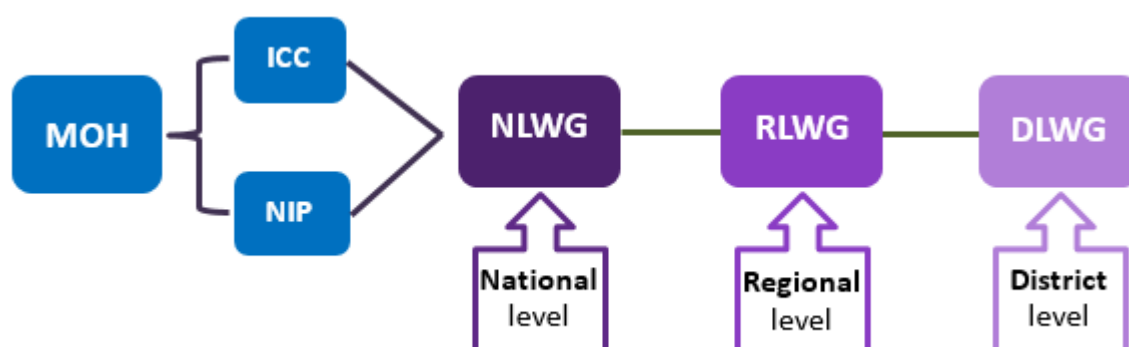 MOH
ICC
NIP
NLWG
RLWG
DLWG
National
level
Regional
level
District
level